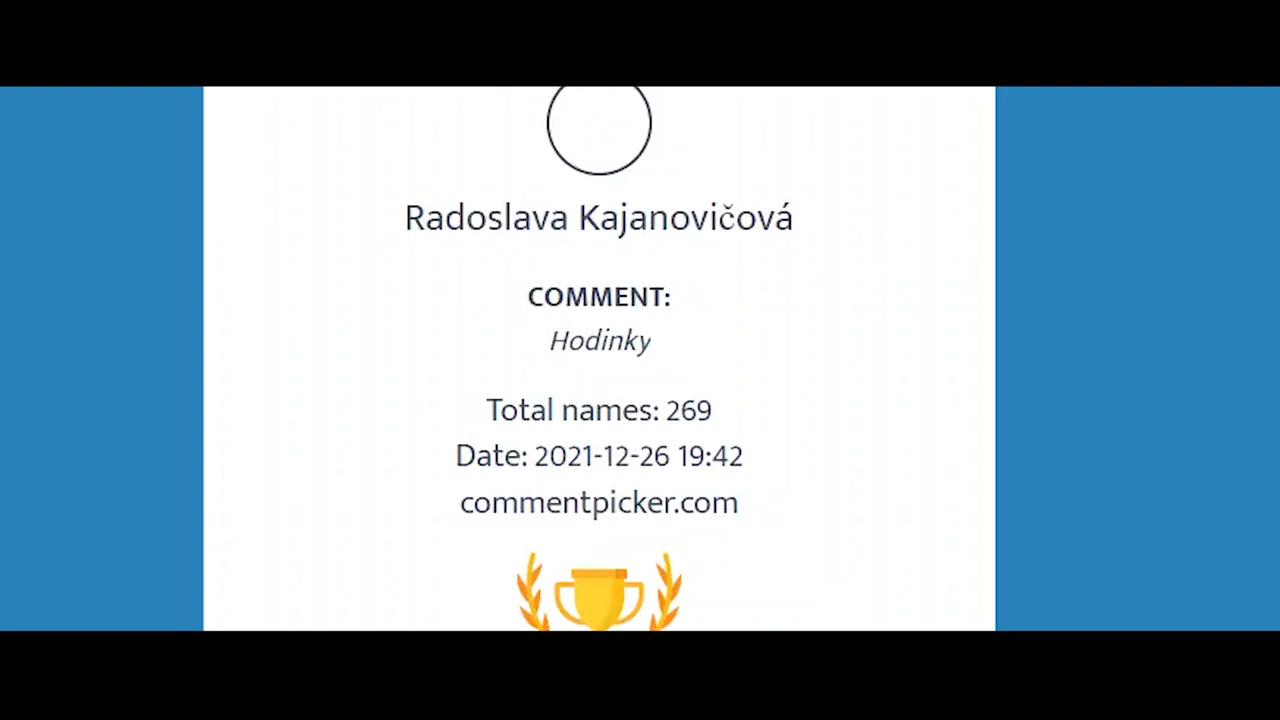 Radoslava Kajanovičová
COMMENT:
Hodinky
Total names: 269
Date: 2021-12-26 19:42
commentpicker.com